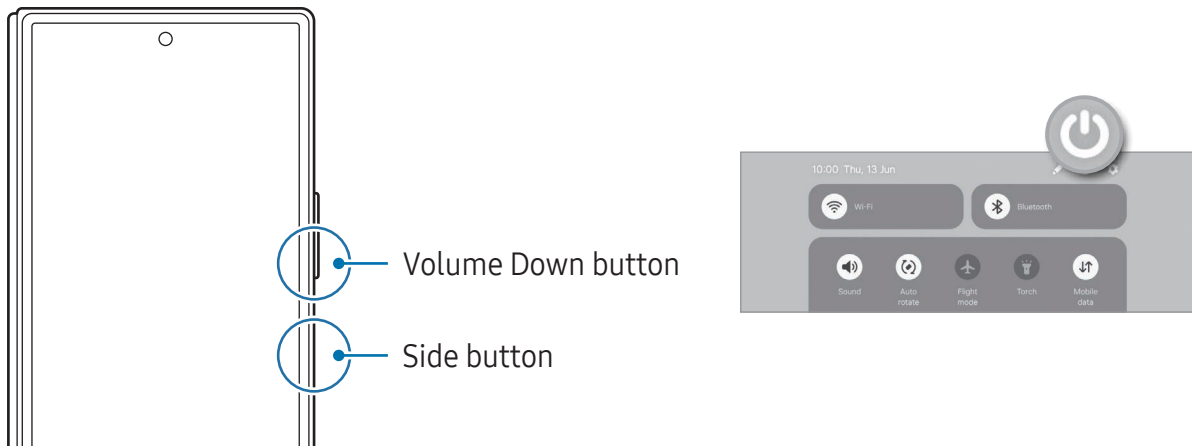 Volume Down button
Side button
10:00 Thu, 13 Jun
Wi-Fi
Bluetooth
Sound
Auto
rotate
Flight
mode
Torch
Mobile
data